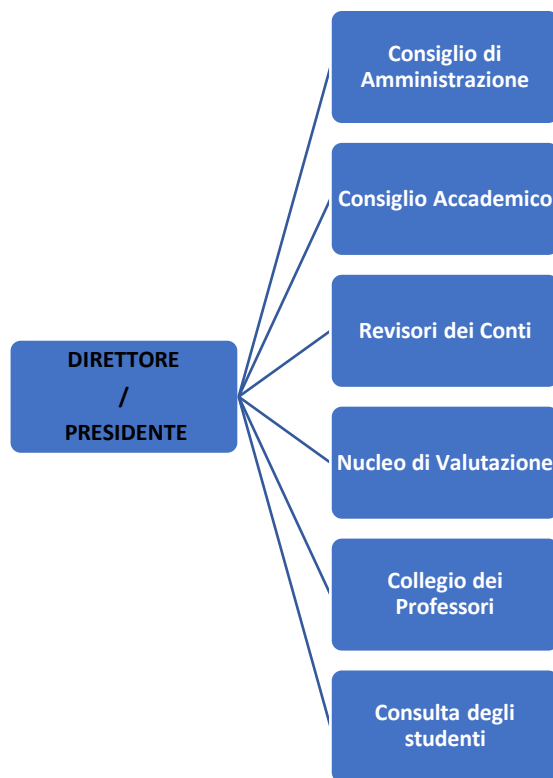 Consiglio di
Amministrazione
Consiglio Accademico
Revisori dei Conti
DIRETTORE
/
PRESIDENTE
Nucleo di Valutazione
Collegio dei
Professori
Consulta degli
studenti